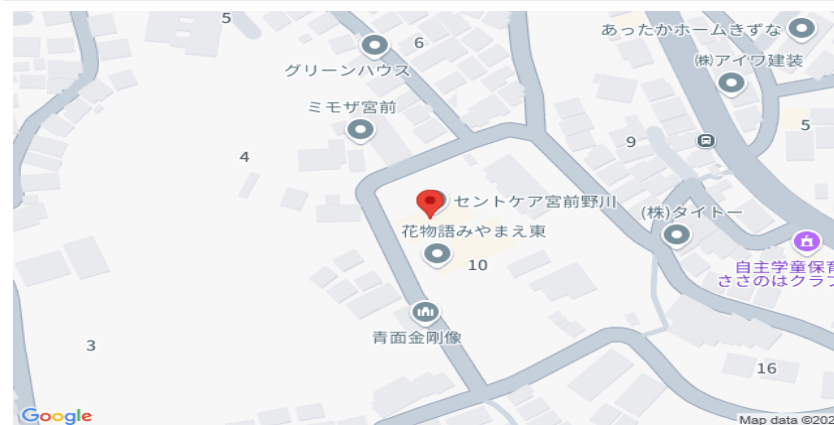 5
6
あったかホームきずな
グリーンハウス
㈱アイワ建装
ミモザ宮前
5
9
4
セントケア宮前野川
(株)タイトー
花物語みやまえ東
10
自主学童保育
ささのはクラブ
青面金剛像
3
16
Google
Map data ©202